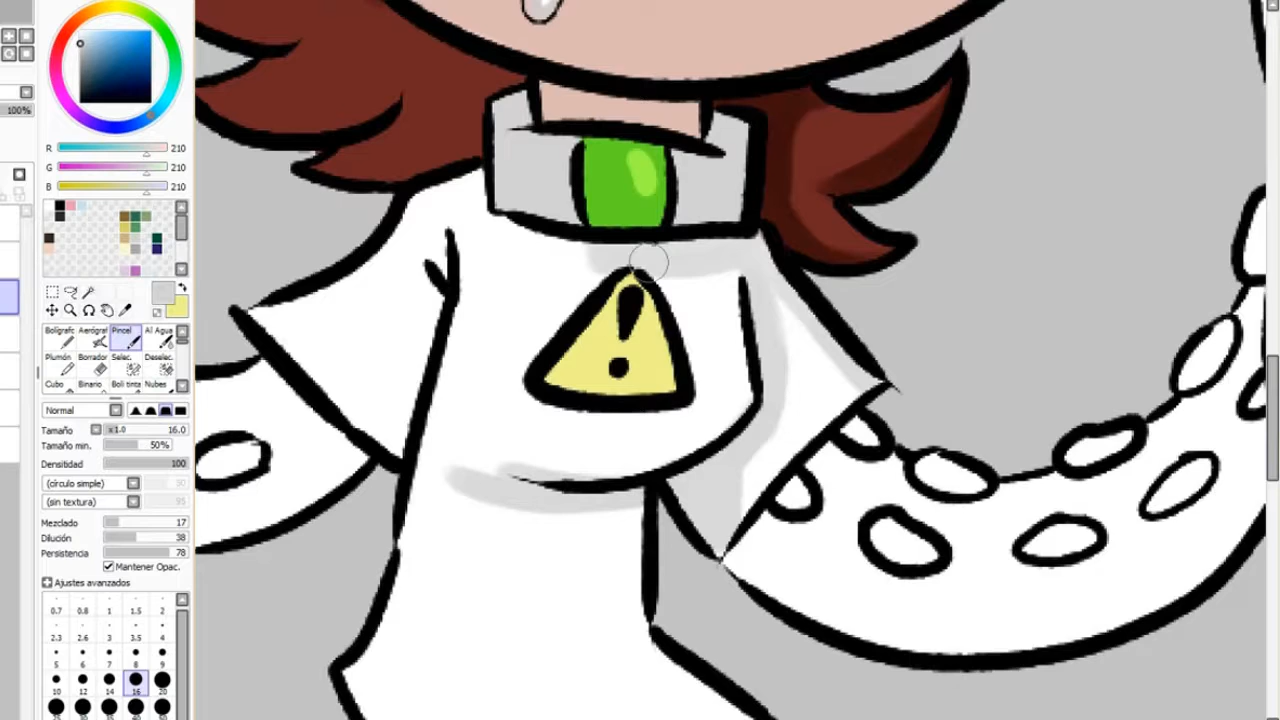 100%
R 210
G 210
B 210
Bolígrafo Aerógraf Pincel Al Agua
Plumón Borrador Selec. Deselec.
Cubo Binario Boli tinta Nubes
Normal
Tamaño x1.0 16.0
Tamaño min. 50%
Densitidad 100
(círculo simple) 50
(sin textura) 95
Mezclado 17
Dilución 38
Persistencia 78
Mantener Opac.
Ajustes avanzados
0.7 0.8 1 1.5 2
2.3 2.6 3 3.5 4
5 6 7 8 9
10 12 14 16 20
!